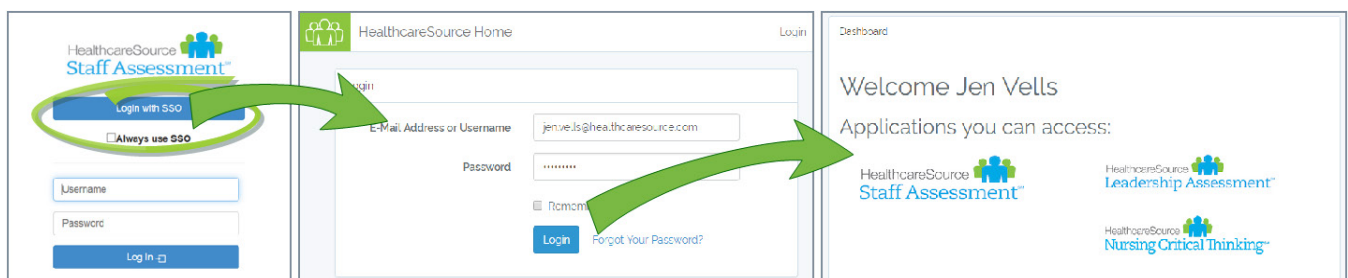 HealthcareSource
Staff Assessment™
Login with SSO
Always use SSO
Username
Password
Log In
HealthcareSource Home
Login
E-Mail Address or Username
jen.vells@healthcaresource.com
Password
•••••••••
Login
Forgot Your Password?
Dashboard
Welcome Jen Vells
Applications you can access:
HealthcareSource
Staff Assessment™
HealthcareSource
Leadership Assessment™
HealthcareSource
Nursing Critical Thinking™